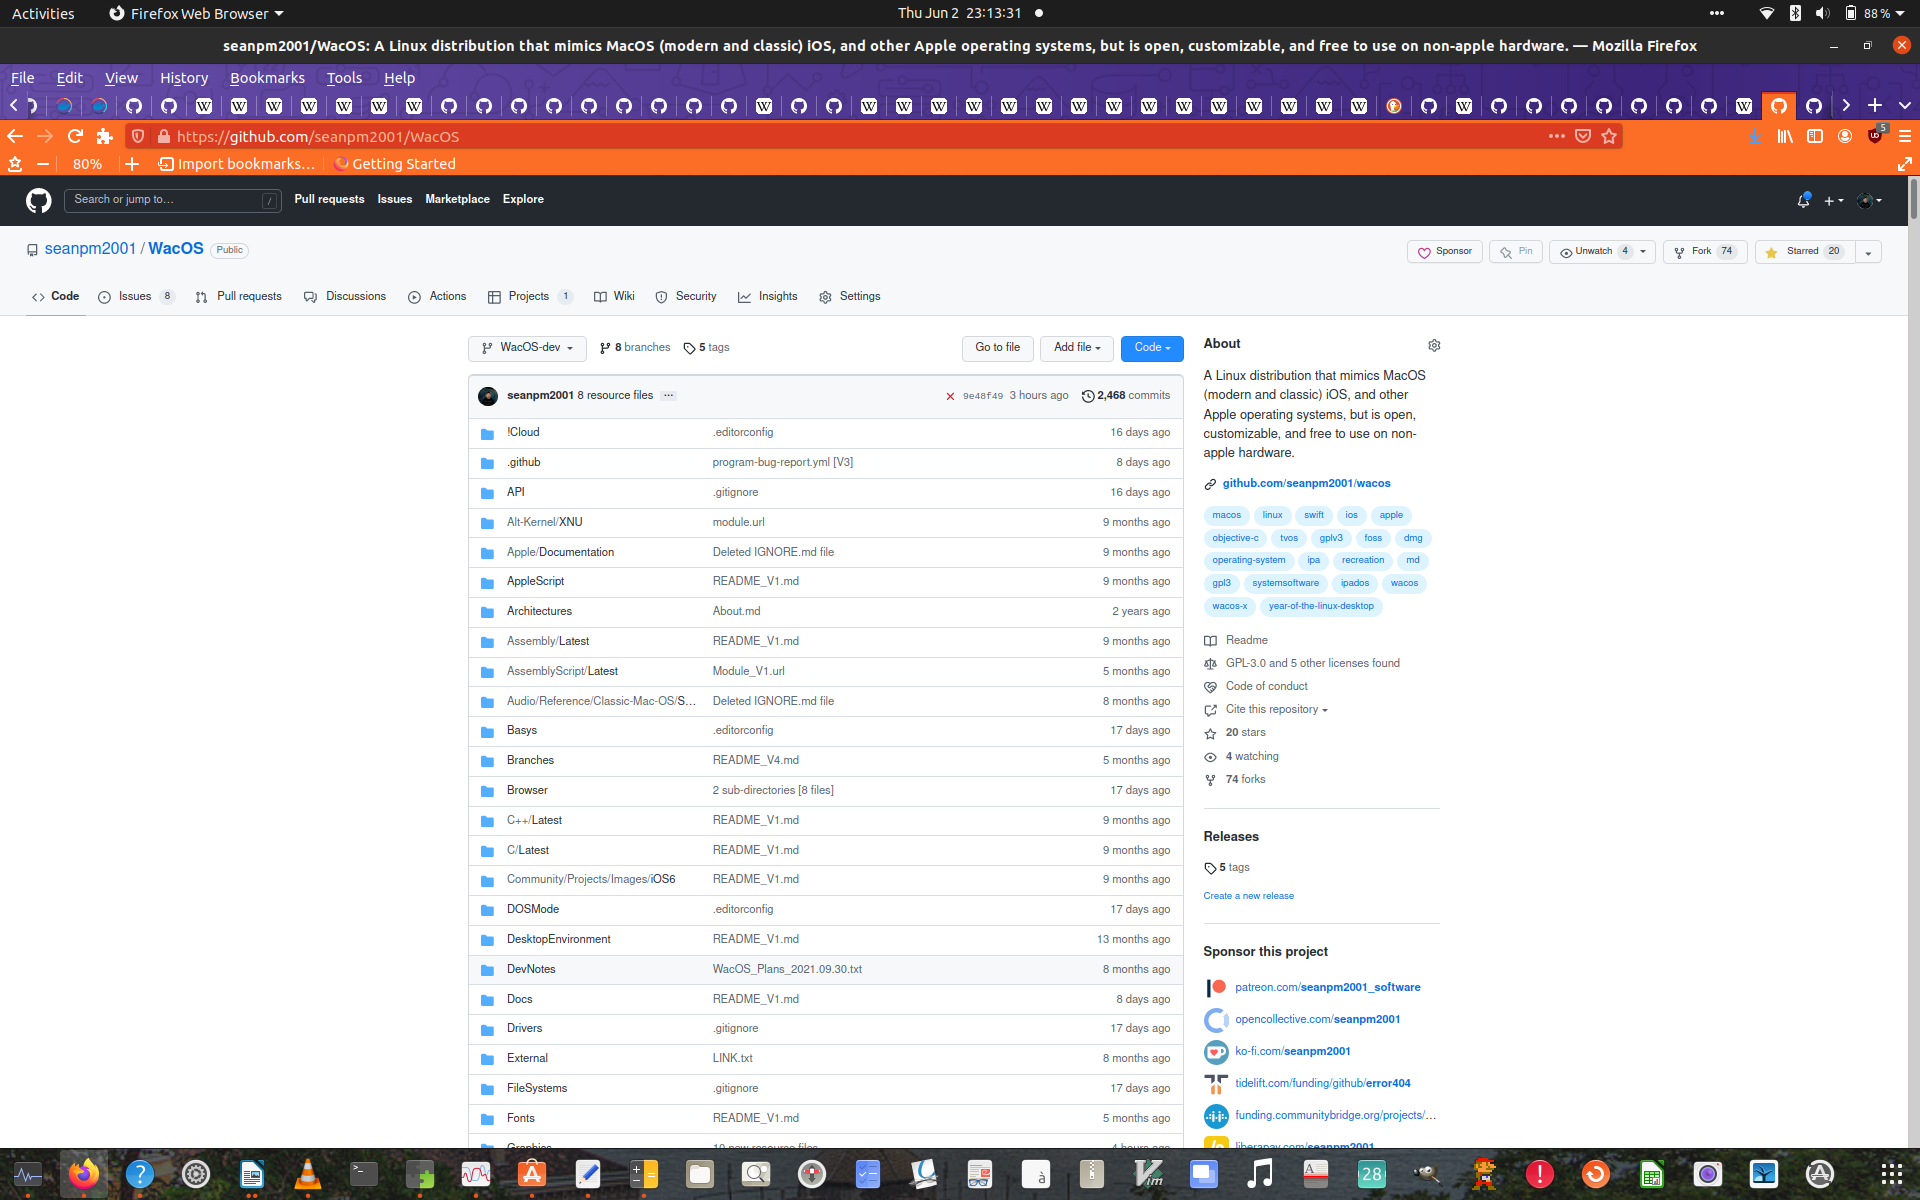 Activities
Firefox Web Browser
Thu Jun 2 23:13:31
88 %
seanpm2001/WacOS: A Linux distribution that mimics MacOS (modern and classic) iOS, and other Apple operating systems, but is open, customizable, and free to use on non-apple hardware. — Mozilla Firefox
File Edit View History Bookmarks Tools Help
https://github.com/seanpm2001/WacOS
5
80%
Import bookmarks...
Getting Started
Search or jump to...
/
Pull requests Issues Marketplace Explore
seanpm2001 / WacOS Public
Sponsor
Pin
Unwatch 4
Fork 74
Starred 20
Code
Issues 8
Pull requests
Discussions
Actions
Projects 1
Wiki
Security
Insights
Settings
WacOS-dev
8 branches
5 tags
Go to file
Add file
Code
seanpm2001 8 resource files ...
9e48f49 3 hours ago
2,468 commits
!Cloud .editorconfig 16 days ago
.github program-bug-report.yml [V3] 8 days ago
API .gitignore 16 days ago
Alt-Kernel/XNU module.url 9 months ago
Apple/Documentation Deleted IGNORE.md file 9 months ago
AppleScript README_V1.md 9 months ago
Architectures About.md 2 years ago
Assembly/Latest README_V1.md 9 months ago
AssemblyScript/Latest Module_V1.url 5 months ago
Audio/Reference/Classic-Mac-OS/S... Deleted IGNORE.md file 8 months ago
Basys .editorconfig 17 days ago
Branches README_V4.md 5 months ago
Browser 2 sub-directories [8 files] 17 days ago
C++/Latest README_V1.md 9 months ago
C/Latest README_V1.md 9 months ago
Community/Projects/Images/iOS6 README_V1.md 9 months ago
DOSMode .editorconfig 17 days ago
DesktopEnvironment README_V1.md 13 months ago
DevNotes WacOS_Plans_2021.09.30.txt 8 months ago
Docs README_V1.md 8 days ago
Drivers .gitignore 17 days ago
External LINK.txt 8 months ago
FileSystems .gitignore 17 days ago
Fonts README_V1.md 5 months ago
Graphics 10 new resource files 4 hours ago
About
A Linux distribution that mimics MacOS
(modern and classic) iOS, and other
Apple operating systems, but is open,
customizable, and free to use on non-
apple hardware.
github.com/seanpm2001/wacos
macos linux swift ios apple
objective-c tvos gplv3 foss dmg
operating-system ipa recreation md
gpl3 systemsoftware ipados wacos
wacos-x year-of-the-linux-desktop
Readme
GPL-3.0 and 5 other licenses found
Code of conduct
Cite this repository
20 stars
4 watching
74 forks
Releases
5 tags
Create a new release
Sponsor this project
patreon.com/seanpm2001_software
opencollective.com/seanpm2001
ko-fi.com/seanpm2001
tidelift.com/funding/github/error404
funding.communitybridge.org/projects/...
liberapay.com/seanpm2001
28